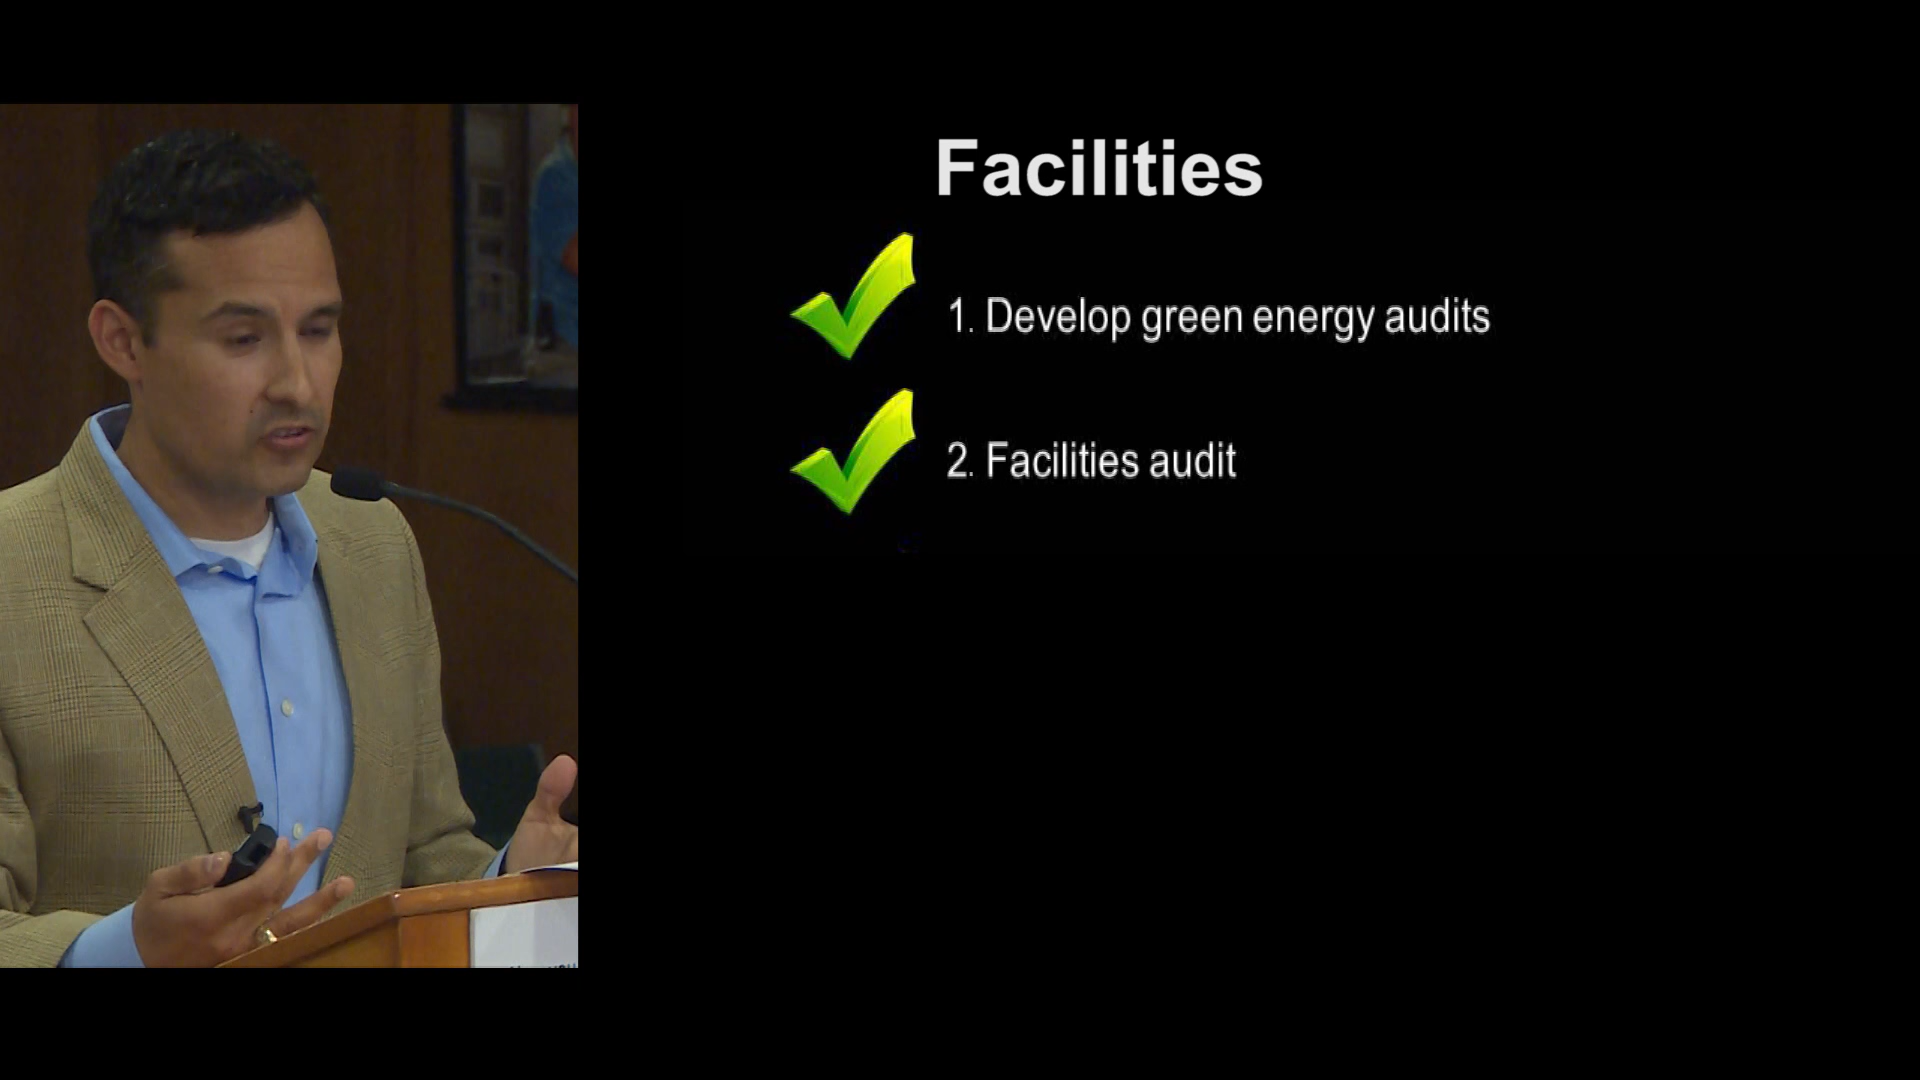 Facilities
1. Develop green energy audits
2. Facilities audit